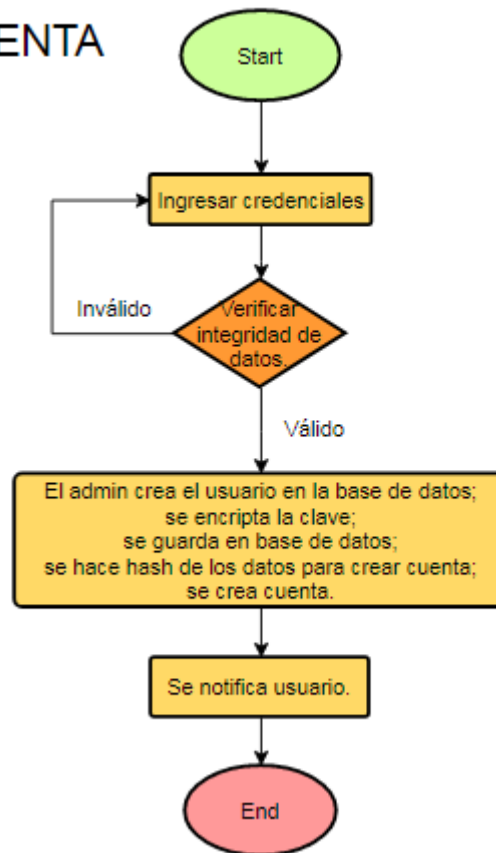 ENTA
Start
Ingresar credenciales
Inválido
Verificar
integridad de
datos.
Válido
El admin crea el usuario en la base de datos;
se encripta la clave;
se guarda en base de datos;
se hace hash de los datos para crear cuenta;
se crea cuenta.
Se notifica usuario.
End